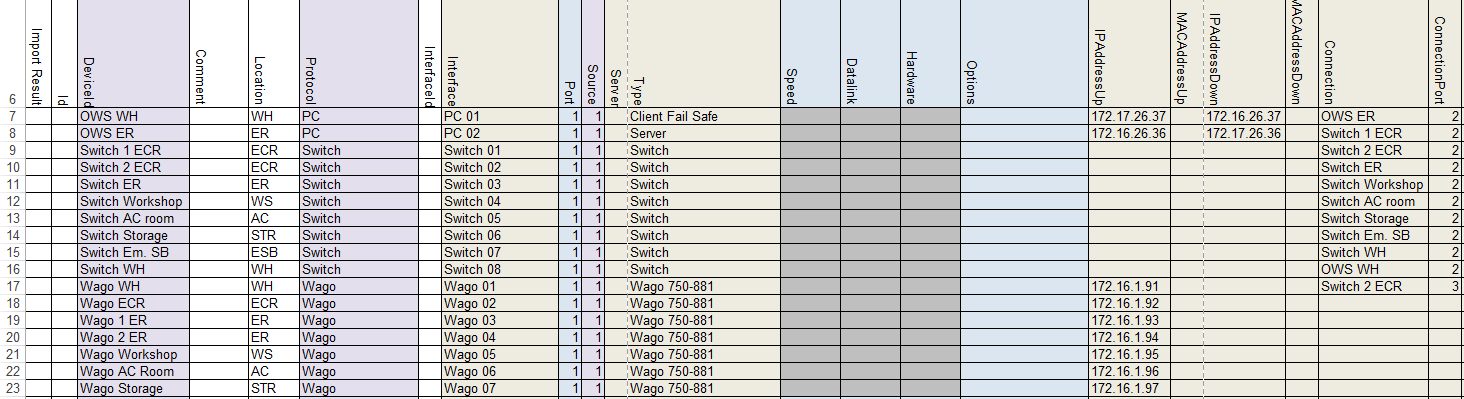 6 Import Result Id DeviceId Comment Location Protocol InterfaceId Interface Port Source Server Type Speed Datalink Hardware Options IPAddressUp MACAddressUp IPAddressDown MACAddressDown Connection ConnectionPort
7 OWS WH WH PC PC 01 1 1 Client Fail Safe 172.17.26.37 172.16.26.37 OWS ER 2
8 OWS ER ER PC PC 02 1 1 Server 172.16.26.36 172.17.26.36 Switch 1 ECR 2
9 Switch 1 ECR ECR Switch Switch 01 1 1 Switch Switch 2 ECR 2
10 Switch 2 ECR ECR Switch Switch 02 1 1 Switch Switch ER 2
11 Switch ER ER Switch Switch 03 1 1 Switch Switch Workshop 2
12 Switch Workshop WS Switch Switch 04 1 1 Switch Switch AC room 2
13 Switch AC room AC Switch Switch 05 1 1 Switch Switch Storage 2
14 Switch Storage STR Switch Switch 06 1 1 Switch Switch Em. SB 2
15 Switch Em. SB ESB Switch Switch 07 1 1 Switch Switch WH 2
16 Switch WH WH Switch Switch 08 1 1 Switch OWS WH 2
17 Wago WH WH Wago Wago 01 1 1 Wago 750-881 172.16.1.91 Switch 2 ECR 3
18 Wago ECR ECR Wago Wago 02 1 1 Wago 750-881 172.16.1.92
19 Wago 1 ER ER Wago Wago 03 1 1 Wago 750-881 172.16.1.93
20 Wago 2 ER ER Wago Wago 04 1 1 Wago 750-881 172.16.1.94
21 Wago Workshop WS Wago Wago 05 1 1 Wago 750-881 172.16.1.95
22 Wago AC Room AC Wago Wago 06 1 1 Wago 750-881 172.16.1.96
23 Wago Storage STR Wago Wago 07 1 1 Wago 750-881 172.16.1.97